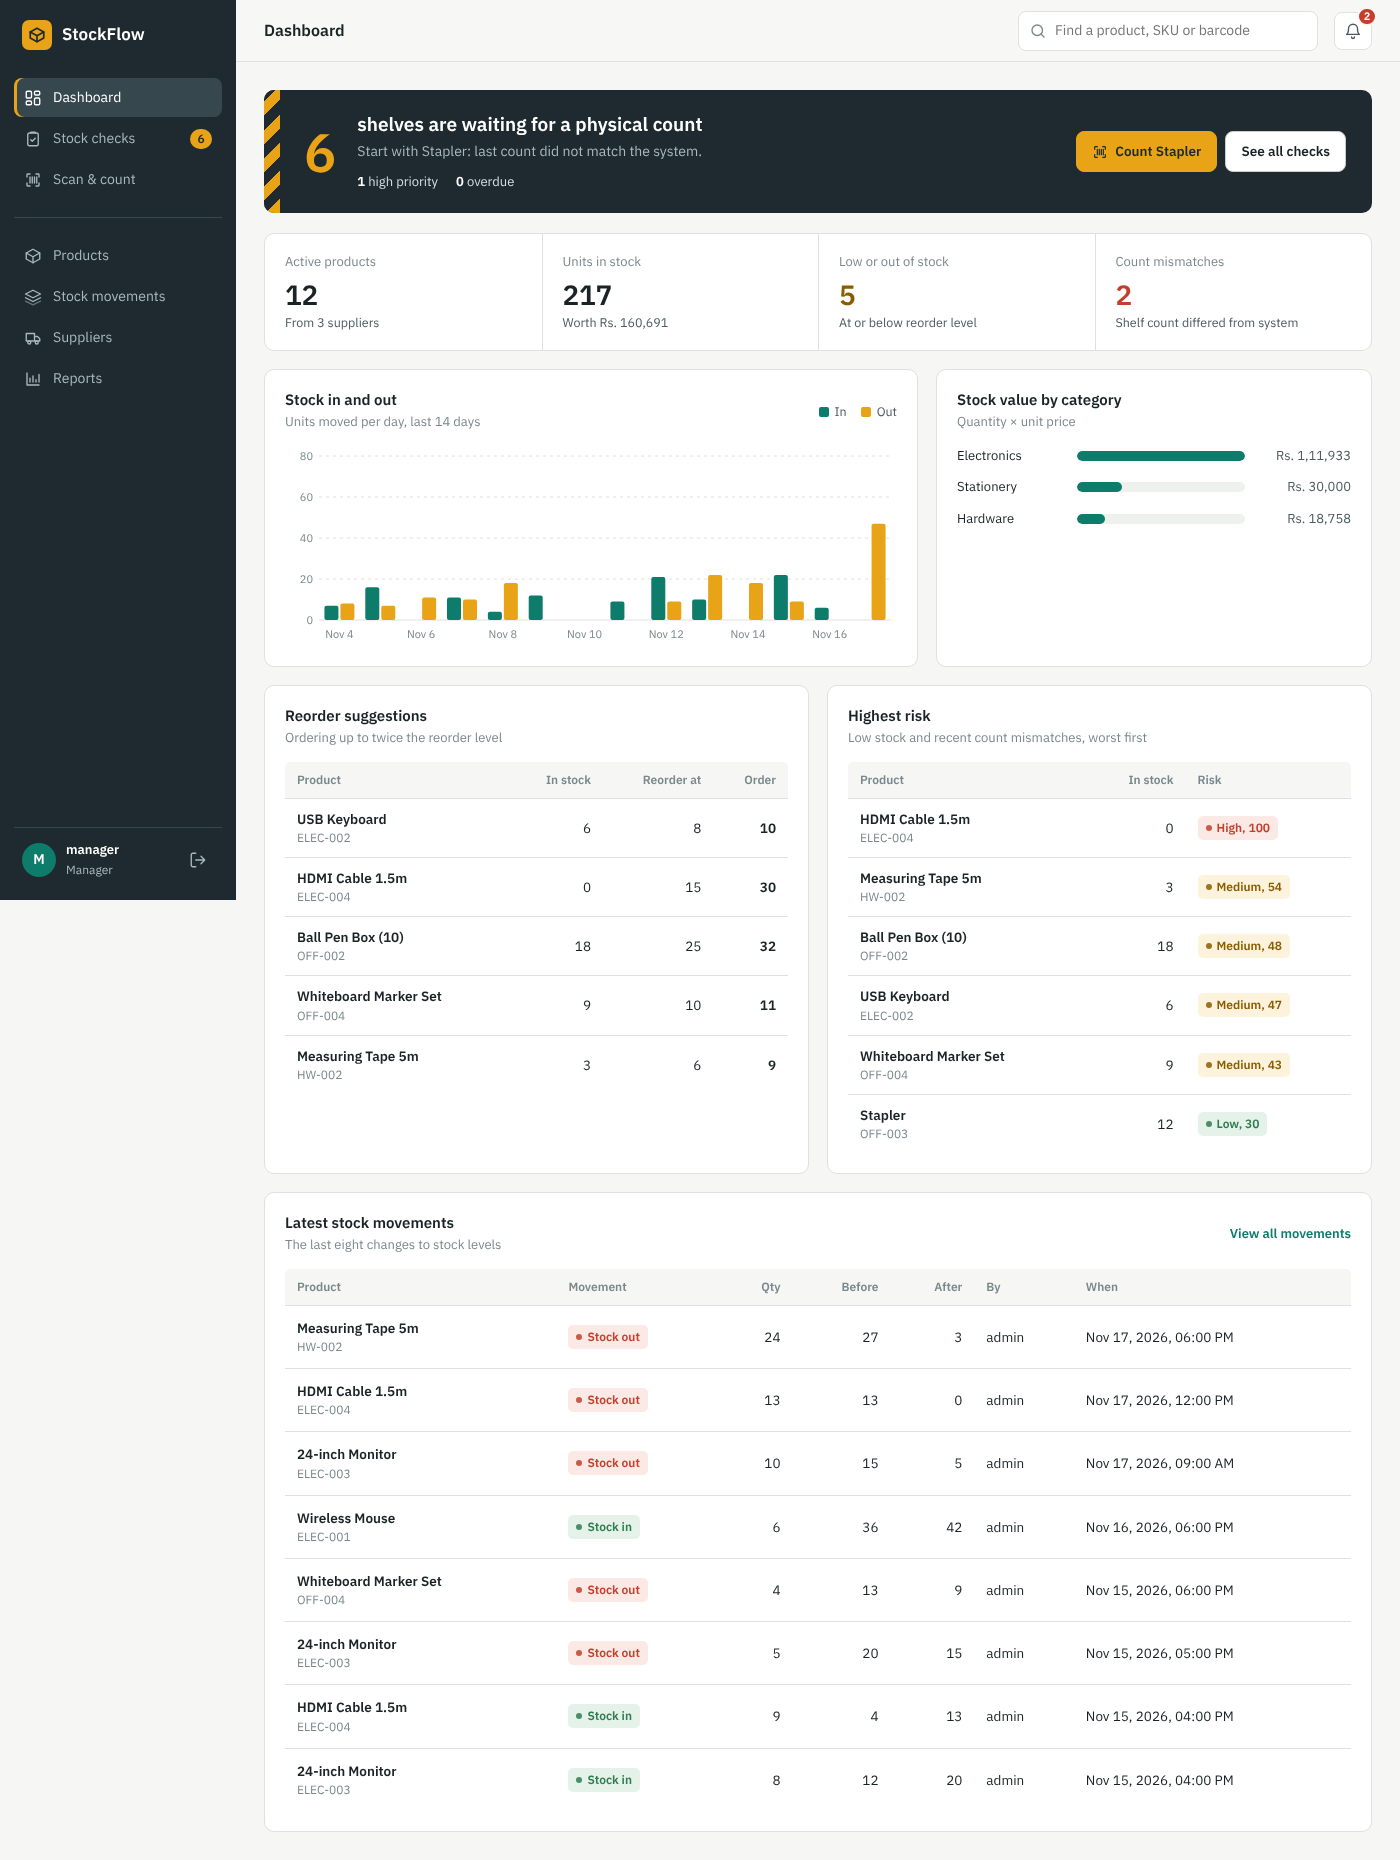 StockFlow
Dashboard
Stock checks 6
Scan & count
Products
Stock movements
Suppliers
Reports
M manager
Manager
Dashboard
Find a product, SKU or barcode
2
6
shelves are waiting for a physical count
Start with Stapler: last count did not match the system.
1 high priority 0 overdue
Count Stapler See all checks
Active products
12
From 3 suppliers
Units in stock
217
Worth Rs. 160,691
Low or out of stock
5
At or below reorder level
Count mismatches
2
Shelf count differed from system
Stock in and out
Units moved per day, last 14 days
In Out
80
60
40
20
0
Nov 4 Nov 6 Nov 8 Nov 10 Nov 12 Nov 14 Nov 16
Stock value by category
Quantity × unit price
Electronics Rs. 1,11,933
Stationery Rs. 30,000
Hardware Rs. 18,758
Reorder suggestions
Ordering up to twice the reorder level
Product In stock Reorder at Order
USB Keyboard
ELEC-002
6 8 10
HDMI Cable 1.5m
ELEC-004
0 15 30
Ball Pen Box (10)
OFF-002
18 25 32
Whiteboard Marker Set
OFF-004
9 10 11
Measuring Tape 5m
HW-002
3 6 9
Highest risk
Low stock and recent count mismatches, worst first
Product In stock Risk
HDMI Cable 1.5m
ELEC-004
0 High, 100
Measuring Tape 5m
HW-002
3 Medium, 54
Ball Pen Box (10)
OFF-002
18 Medium, 48
USB Keyboard
ELEC-002
6 Medium, 47
Whiteboard Marker Set
OFF-004
9 Medium, 43
Stapler
OFF-003
12 Low, 30
Latest stock movements
The last eight changes to stock levels
View all movements
Product Movement Qty Before After By When
Measuring Tape 5m
HW-002
Stock out 24 27 3 admin Nov 17, 2026, 06:00 PM
HDMI Cable 1.5m
ELEC-004
Stock out 13 13 0 admin Nov 17, 2026, 12:00 PM
24-inch Monitor
ELEC-003
Stock out 10 15 5 admin Nov 17, 2026, 09:00 AM
Wireless Mouse
ELEC-001
Stock in 6 36 42 admin Nov 16, 2026, 06:00 PM
Whiteboard Marker Set
OFF-004
Stock out 4 13 9 admin Nov 15, 2026, 06:00 PM
24-inch Monitor
ELEC-003
Stock out 5 20 15 admin Nov 15, 2026, 05:00 PM
HDMI Cable 1.5m
ELEC-004
Stock in 9 4 13 admin Nov 15, 2026, 04:00 PM
24-inch Monitor
ELEC-003
Stock in 8 12 20 admin Nov 15, 2026, 04:00 PM